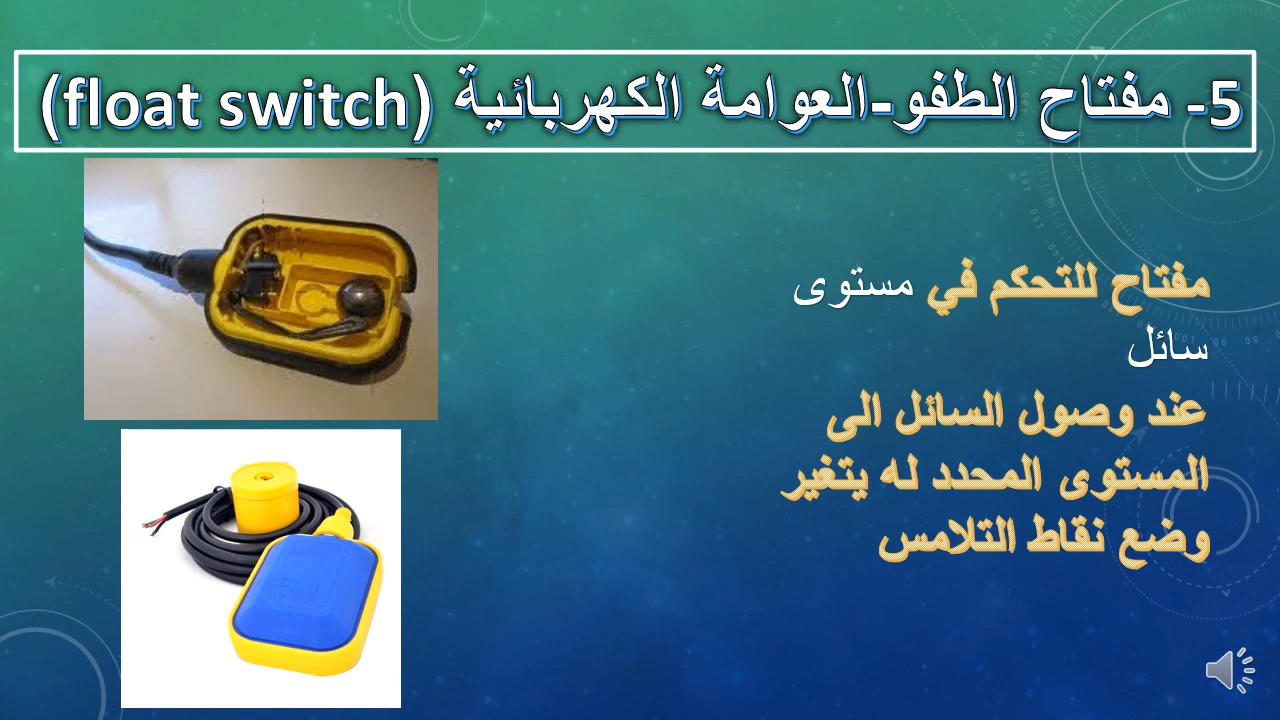 5- مفتاح الطفو-العوامة الكهربائية (float switch)
مفتاح للتحكم في مستوى
سائل
عند وصول السائل الى
المستوى المحدد له يتغير
وضع نقاط التلامس